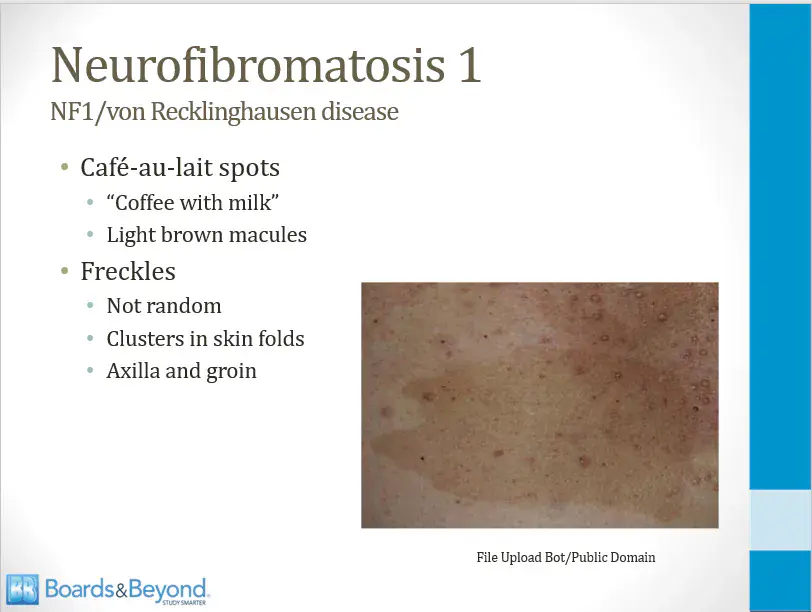 Neurofibromatosis 1
NF1/von Recklinghausen disease
• Café-au-lait spots
• “Coffee with milk”
• Light brown macules
• Freckles
• Not random
• Clusters in skin folds
• Axilla and groin
File Upload Bot/Public Domain
BB Boards&Beyond.
STUDY SMARTER